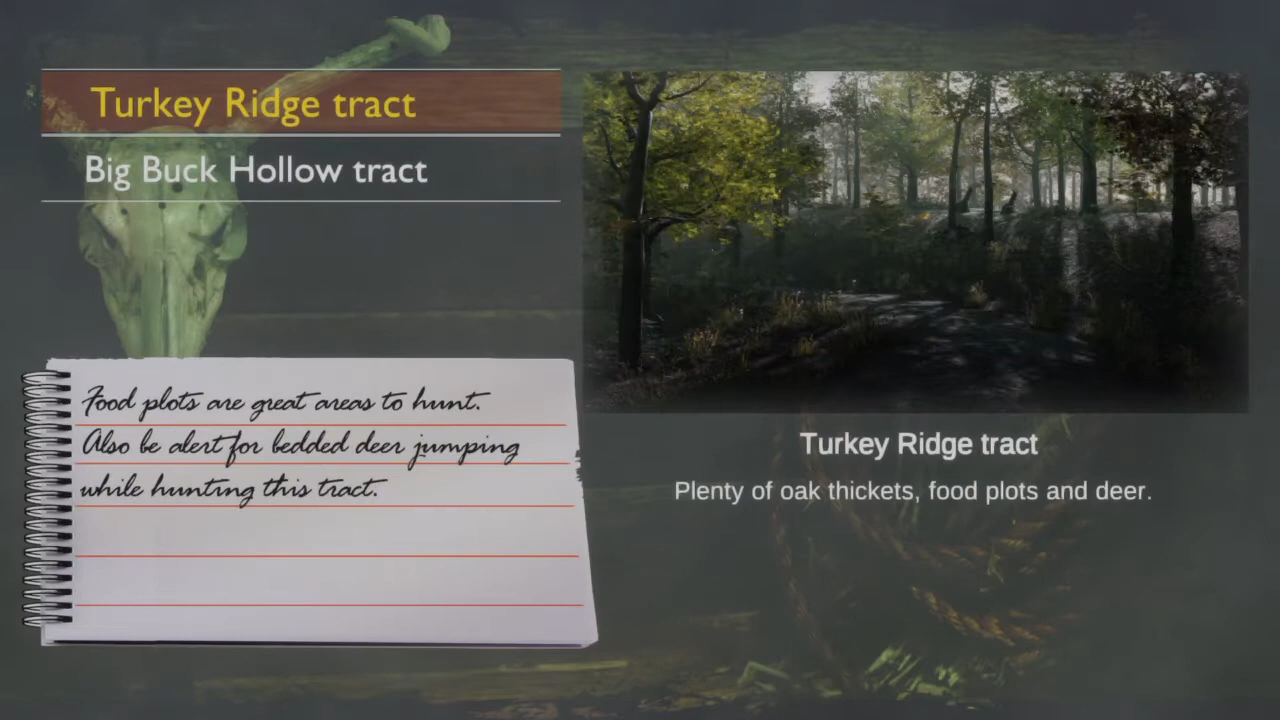 Turkey Ridge tract
Big Buck Hollow tract
Food plots are great areas to hunt.
Also be alert for bedded deer jumping
while hunting this tract.
Turkey Ridge tract
Plenty of oak thickets, food plots and deer.